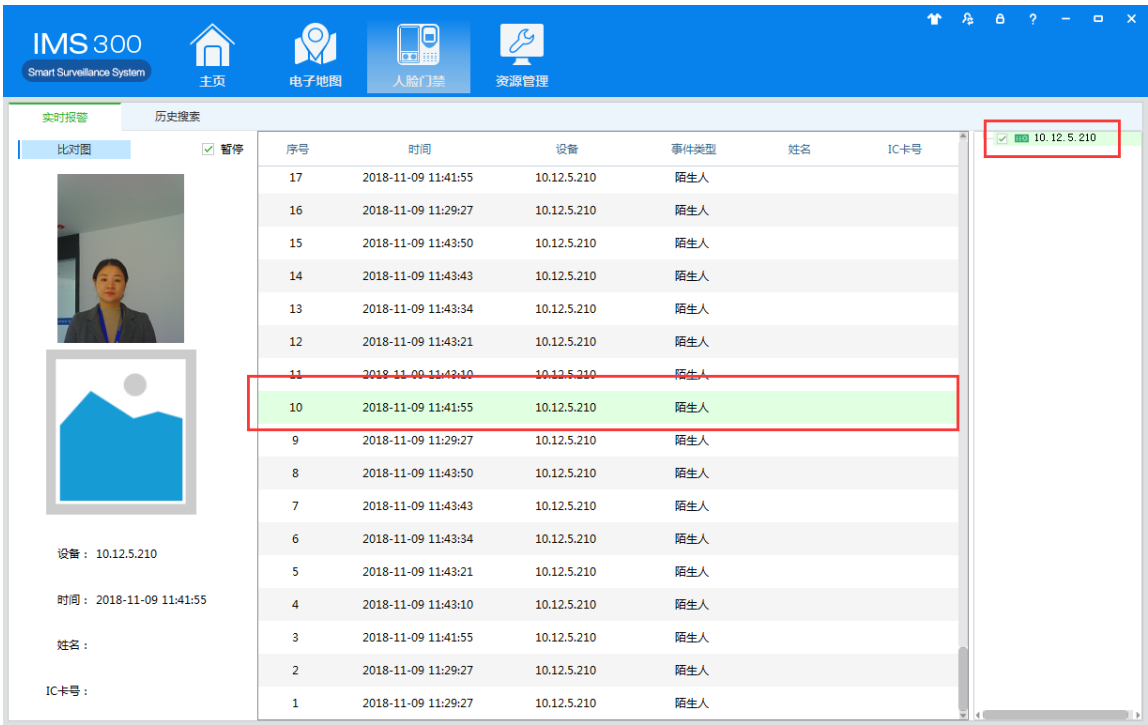 IMS 300
Smart Surveillance System
主页
电子地图
人脸门禁
资源管理
实时报警
历史搜索
比对图
暂停
序号 时间 设备 事件类型 姓名 IC卡号
10.12.5.210
17 2018-11-09 11:41:55 10.12.5.210 陌生人
16 2018-11-09 11:29:27 10.12.5.210 陌生人
15 2018-11-09 11:43:50 10.12.5.210 陌生人
14 2018-11-09 11:43:43 10.12.5.210 陌生人
13 2018-11-09 11:43:34 10.12.5.210 陌生人
12 2018-11-09 11:43:21 10.12.5.210 陌生人
11 2018-11-09 11:43:10 10.12.5.210 陌生人
10 2018-11-09 11:41:55 10.12.5.210 陌生人
9 2018-11-09 11:29:27 10.12.5.210 陌生人
8 2018-11-09 11:43:50 10.12.5.210 陌生人
7 2018-11-09 11:43:43 10.12.5.210 陌生人
6 2018-11-09 11:43:34 10.12.5.210 陌生人
5 2018-11-09 11:43:21 10.12.5.210 陌生人
4 2018-11-09 11:43:10 10.12.5.210 陌生人
3 2018-11-09 11:41:55 10.12.5.210 陌生人
2 2018-11-09 11:29:27 10.12.5.210 陌生人
1 2018-11-09 11:29:27 10.12.5.210 陌生人
设备： 10.12.5.210
时间： 2018-11-09 11:41:55
姓名：
IC卡号：